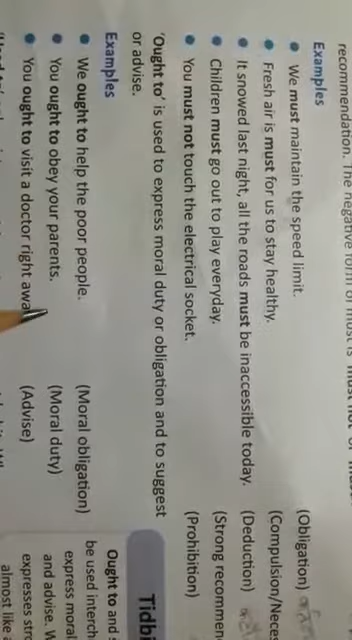 recommendation. The negative form of must is must not or
Examples
We must maintain the speed limit. (Obligation)
Fresh air is must for us to stay healthy. (Compulsion/Neces
It snowed last night, all the roads must be inaccessible today. (Deduction)
Children must go out to play everyday. (Strong recommen
You must not touch the electrical socket. (Prohibition)
'Ought to' is used to express moral duty or obligation and to suggest
or advise.
Examples
We ought to help the poor people. (Moral obligation)
You ought to obey your parents. (Moral duty)
You ought to visit a doctor right awa (Advise)
Tidbi
Ought to and
be used interch
express moral
and advise. W
expresses stro
almost like a